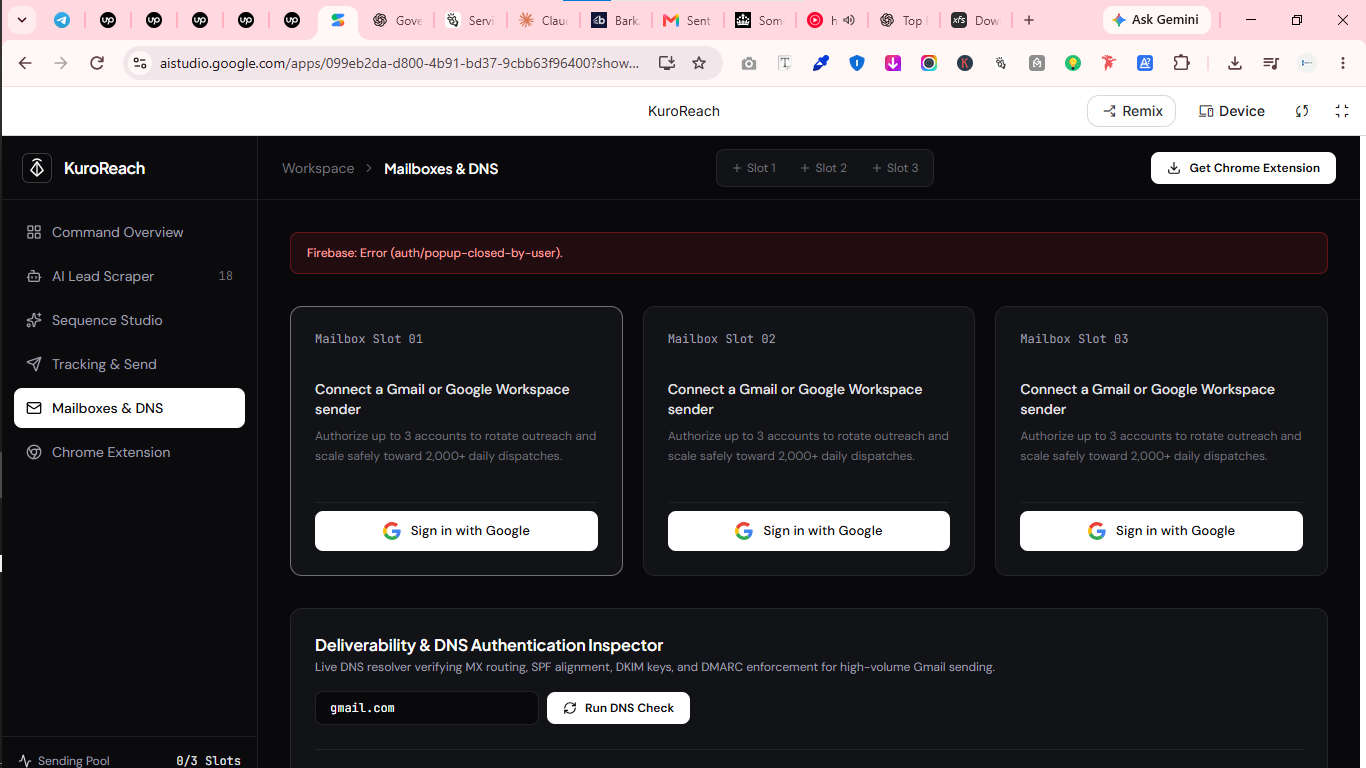 Gove
Servi
Clau
Bark
Sent
Som
Top
Dow
Ask Gemini
aistudio.google.com/apps/099eb2da-d800-4b91-bd37-9cbb63f96400?show...
KuroReach
Remix
Device
KuroReach
Workspace > Mailboxes & DNS
+ Slot 1 + Slot 2 + Slot 3
Get Chrome Extension
Command Overview
AI Lead Scraper 18
Sequence Studio
Tracking & Send
Mailboxes & DNS
Chrome Extension
Sending Pool 0/3 Slots
Firebase: Error (auth/popup-closed-by-user).
Mailbox Slot 01
Connect a Gmail or Google Workspace
sender
Authorize up to 3 accounts to rotate outreach and
scale safely toward 2,000+ daily dispatches.
Sign in with Google
Mailbox Slot 02
Connect a Gmail or Google Workspace
sender
Authorize up to 3 accounts to rotate outreach and
scale safely toward 2,000+ daily dispatches.
Sign in with Google
Mailbox Slot 03
Connect a Gmail or Google Workspace
sender
Authorize up to 3 accounts to rotate outreach and
scale safely toward 2,000+ daily dispatches.
Sign in with Google
Deliverability & DNS Authentication Inspector
Live DNS resolver verifying MX routing, SPF alignment, DKIM keys, and DMARC enforcement for high-volume Gmail sending.
gmail.com
Run DNS Check